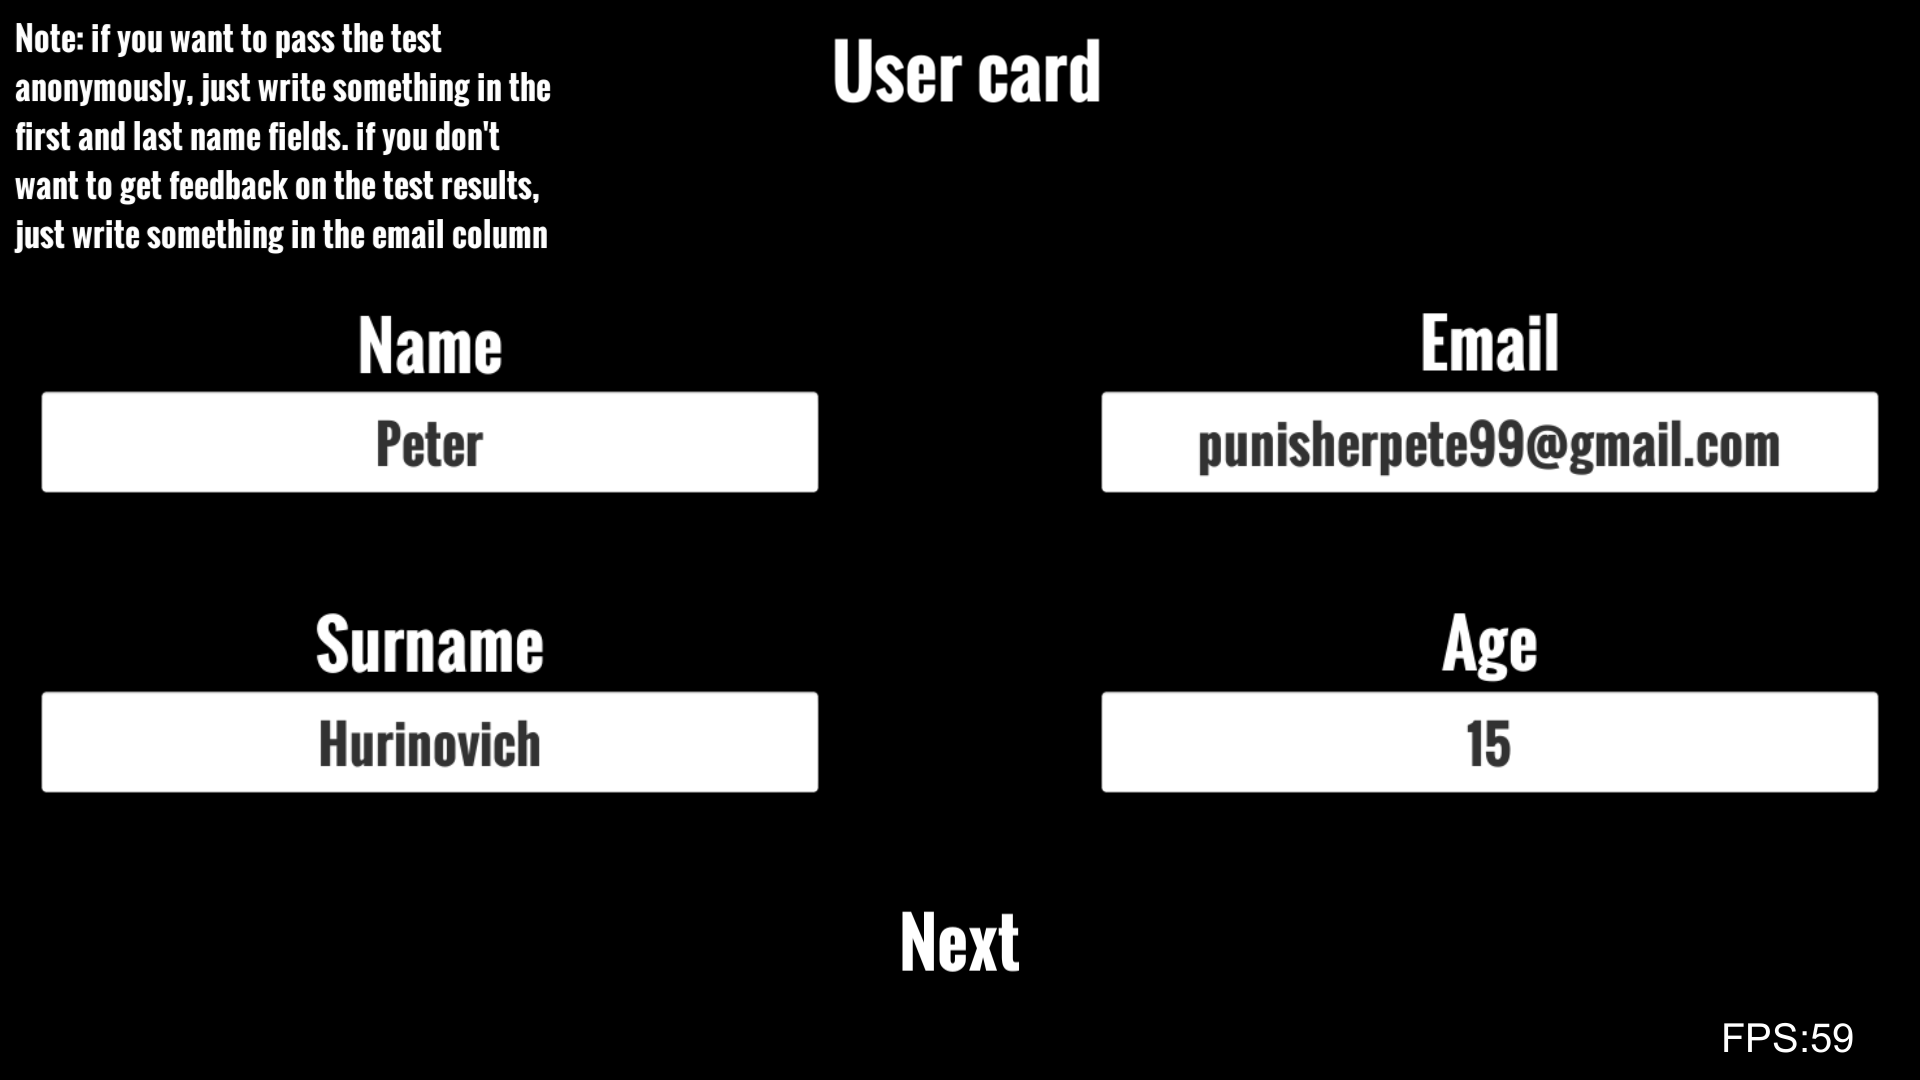 Note: if you want to pass the test
anonymously, just write something in the
first and last name fields. if you don't
want to get feedback on the test results,
just write something in the email column
User card
Name
Peter
Email
punisherpete99@gmail.com
Surname
Hurinovich
Age
15
Next
FPS:59